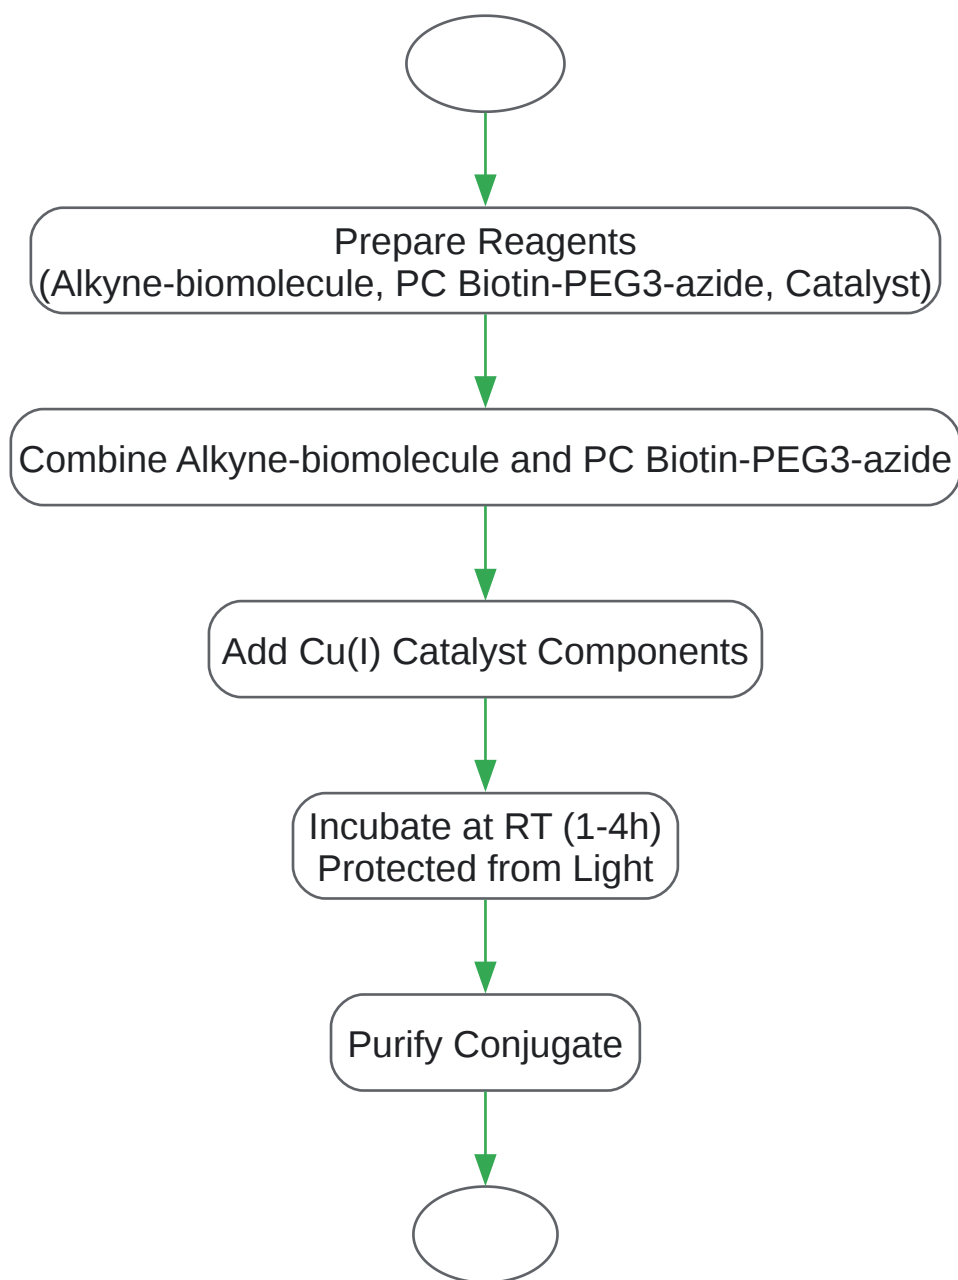 Prepare Reagents
(Alkyne-biomolecule, PC Biotin-PEG3-azide, Catalyst)
Combine Alkyne-biomolecule and PC Biotin-PEG3-azide
Add Cu(I) Catalyst Components
Incubate at RT (1-4h)
Protected from Light
Purify Conjugate